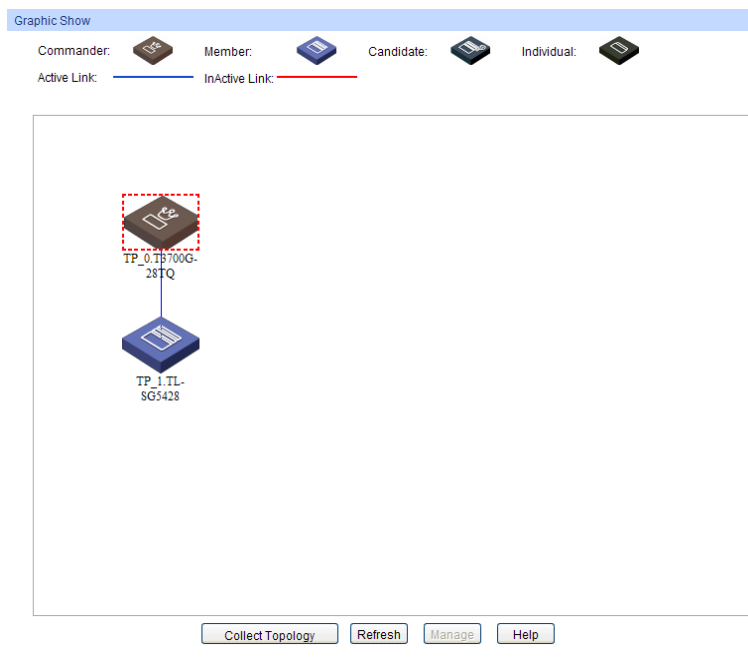 Graphic Show
Commander: Member: Candidate: Individual:
Active Link: InActive Link:
TP_0.T3700G-
28TQ
TP_1.TL-
SG5428
Collect Topology Refresh Manage Help